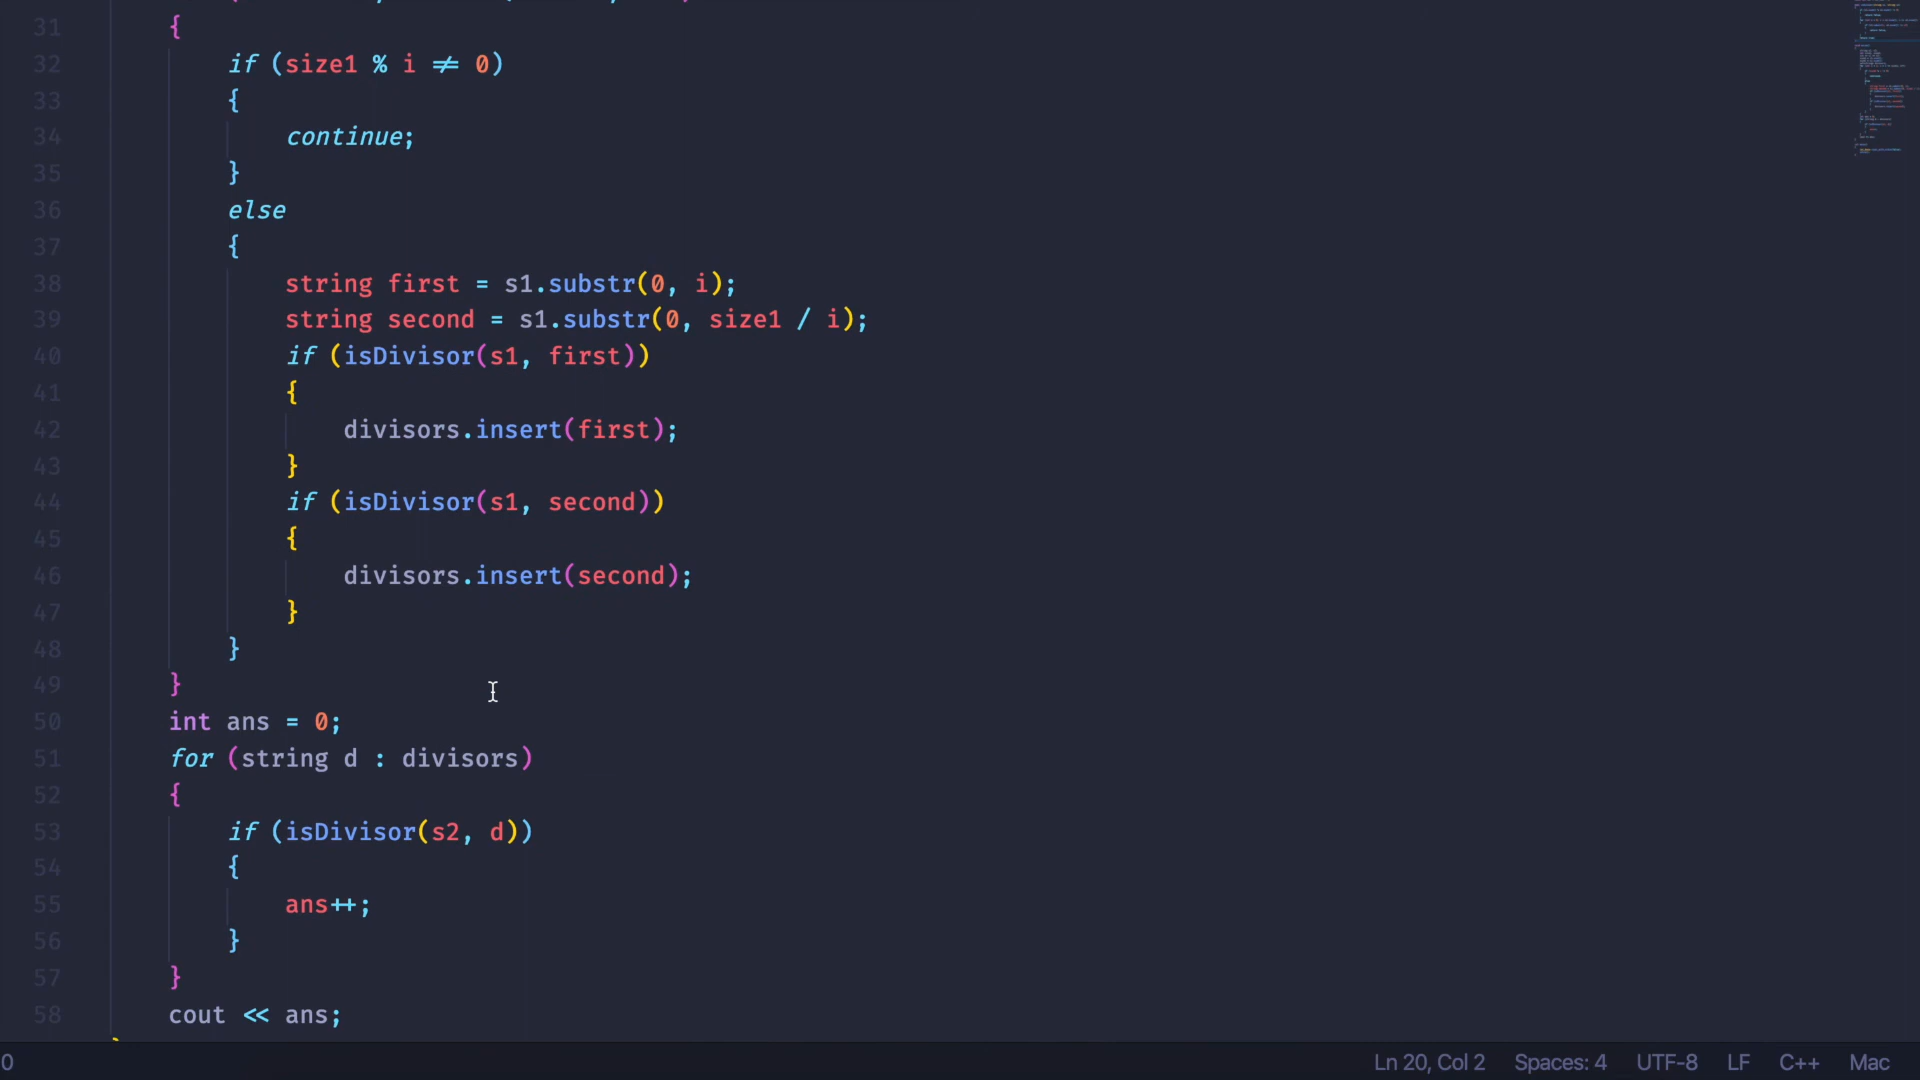 31 {
32 if (size1 % i != 0)
33 {
34 continue;
35 }
36 else
37 {
38 string first = s1.substr(0, i);
39 string second = s1.substr(0, size1 / i);
40 if (isDivisor(s1, first))
41 {
42 divisors.insert(first);
43 }
44 if (isDivisor(s1, second))
45 {
46 divisors.insert(second);
47 }
48 }
49 }
50 int ans = 0;
51 for (string d : divisors)
52 {
53 if (isDivisor(s2, d))
54 {
55 ans++;
56 }
57 }
58 cout << ans;
0 Ln 20, Col 2 Spaces: 4 UTF-8 LF C++ Mac